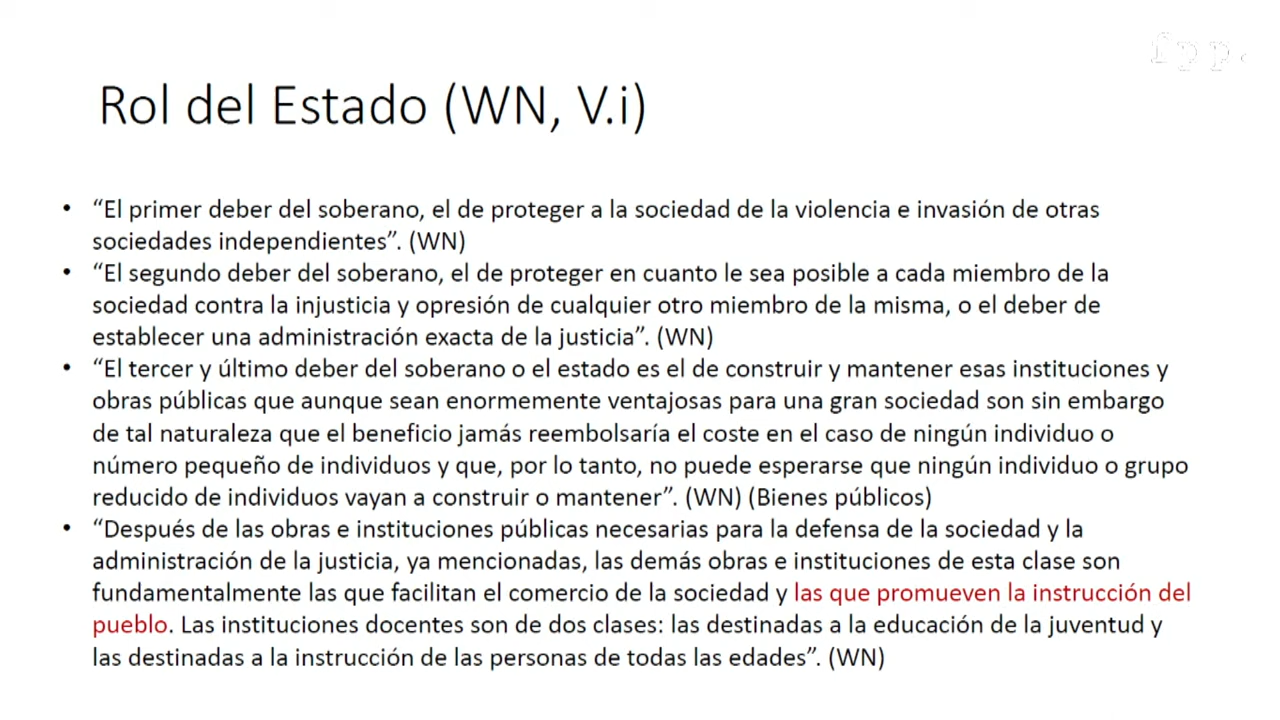 fpp.
Rol del Estado (WN, V.i)
• “El primer deber del soberano, el de proteger a la sociedad de la violencia e invasión de otras
sociedades independientes”. (WN)
• “El segundo deber del soberano, el de proteger en cuanto le sea posible a cada miembro de la
sociedad contra la injusticia y opresión de cualquier otro miembro de la misma, o el deber de
establecer una administración exacta de la justicia”. (WN)
• “El tercer y último deber del soberano o el estado es el de construir y mantener esas instituciones y
obras públicas que aunque sean enormemente ventajosas para una gran sociedad son sin embargo
de tal naturaleza que el beneficio jamás reembolsaría el coste en el caso de ningún individuo o
número pequeño de individuos y que, por lo tanto, no puede esperarse que ningún individuo o grupo
reducido de individuos vayan a construir o mantener”. (WN) (Bienes públicos)
• “Después de las obras e instituciones públicas necesarias para la defensa de la sociedad y la
administración de la justicia, ya mencionadas, las demás obras e instituciones de esta clase son
fundamentalmente las que facilitan el comercio de la sociedad y las que promueven la instrucción del
pueblo. Las instituciones docentes son de dos clases: las destinadas a la educación de la juventud y
las destinadas a la instrucción de las personas de todas las edades”. (WN)